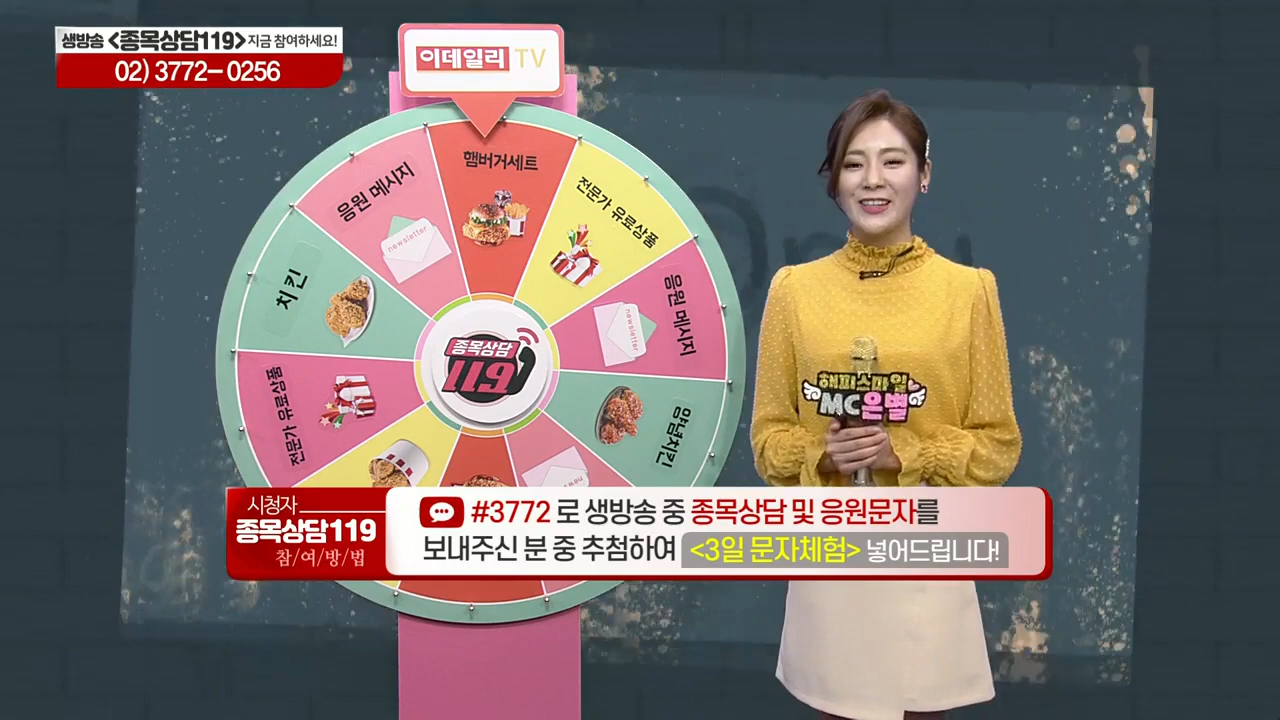 생방송 <종목상담119> 지금 참여하세요!
02) 3772-0256
이데일리 TV
햄버거세트
전문가 유료상품
응원 메시지
newsletter
양념치킨
응원 메시지
newsletter
치킨
전문가 유료상품
종목상담
119
해피스마일
MC은별
시청자
종목상담119
참/여/방/법
#3772 로 생방송 중 종목상담 및 응원문자를
보내주신 분 중 추첨하여 <3일 문자체험> 넣어드립니다!